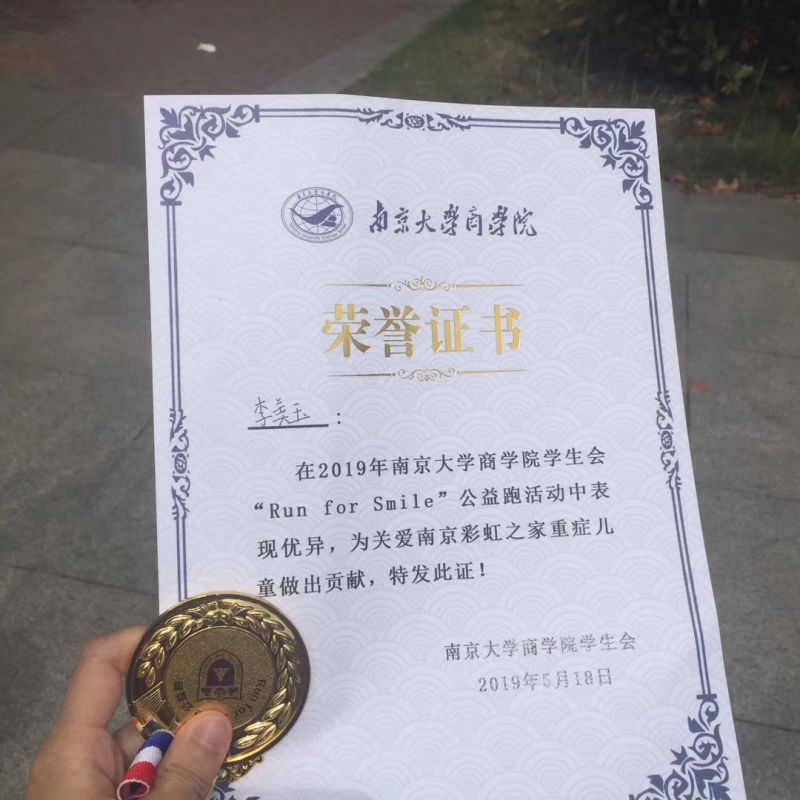 南京大学商学院
荣誉证书
李美玉：
在2019年南京大学商学院学生会
“Run for Smile”公益跑活动中表
现优异，为关爱南京彩虹之家重症儿
童做出贡献，特发此证！
南京大学商学院学生会
2019年5月18日
Run for